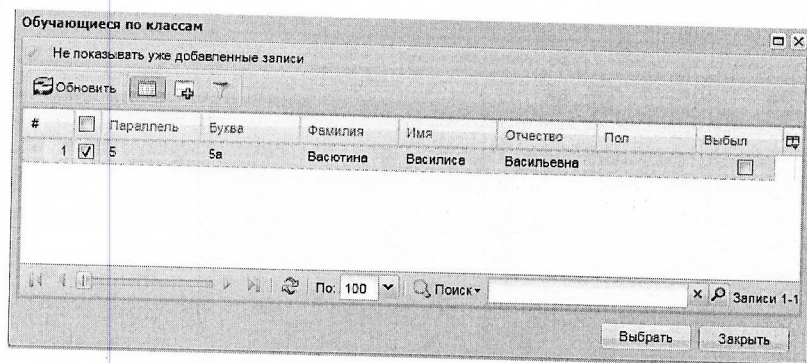 Обучающиеся по классам
Не показывать уже добавленные записи
Обновить
# Параллель Буква Фамилия Имя Отчество Пол Выбыл
1 5 5а Васютина Василиса Васильевна
По: 100 Поиск Записи 1-1
Выбрать Закрыть